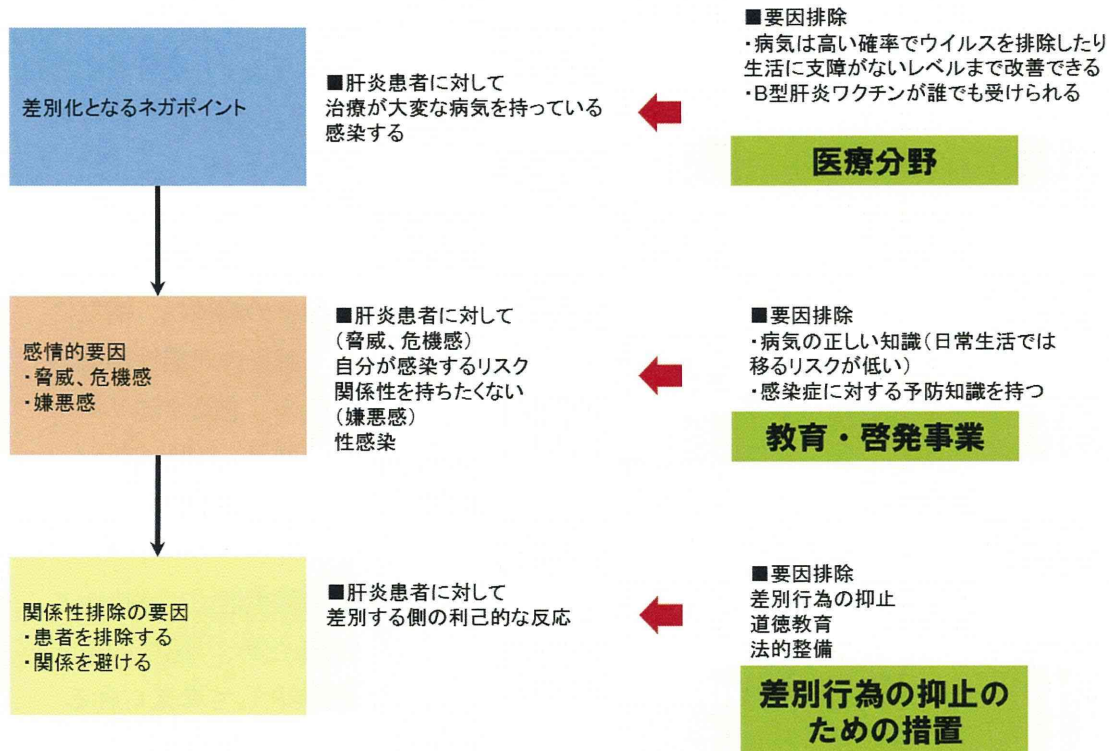 差別化となるネガポイント
■肝炎患者に対して
治療が大変な病気を持っている
感染する
■要因排除
・病気は高い確率でウイルスを排除したり
生活に支障がないレベルまで改善できる
・B型肝炎ワクチンが誰でも受けられる
医療分野
感情的要因
・脅威、危機感
・嫌悪感
■肝炎患者に対して
(脅威、危機感)
自分が感染するリスク
関係性を持ちたくない
(嫌悪感)
性感染
■要因排除
・病気の正しい知識(日常生活では
移るリスクが低い)
・感染症に対する予防知識を持つ
教育・啓発事業
関係性排除の要因
・患者を排除する
・関係を避ける
■肝炎患者に対して
差別する側の利己的な反応
■要因排除
差別行為の抑止
道徳教育
法的整備
差別行為の抑止の
ための措置